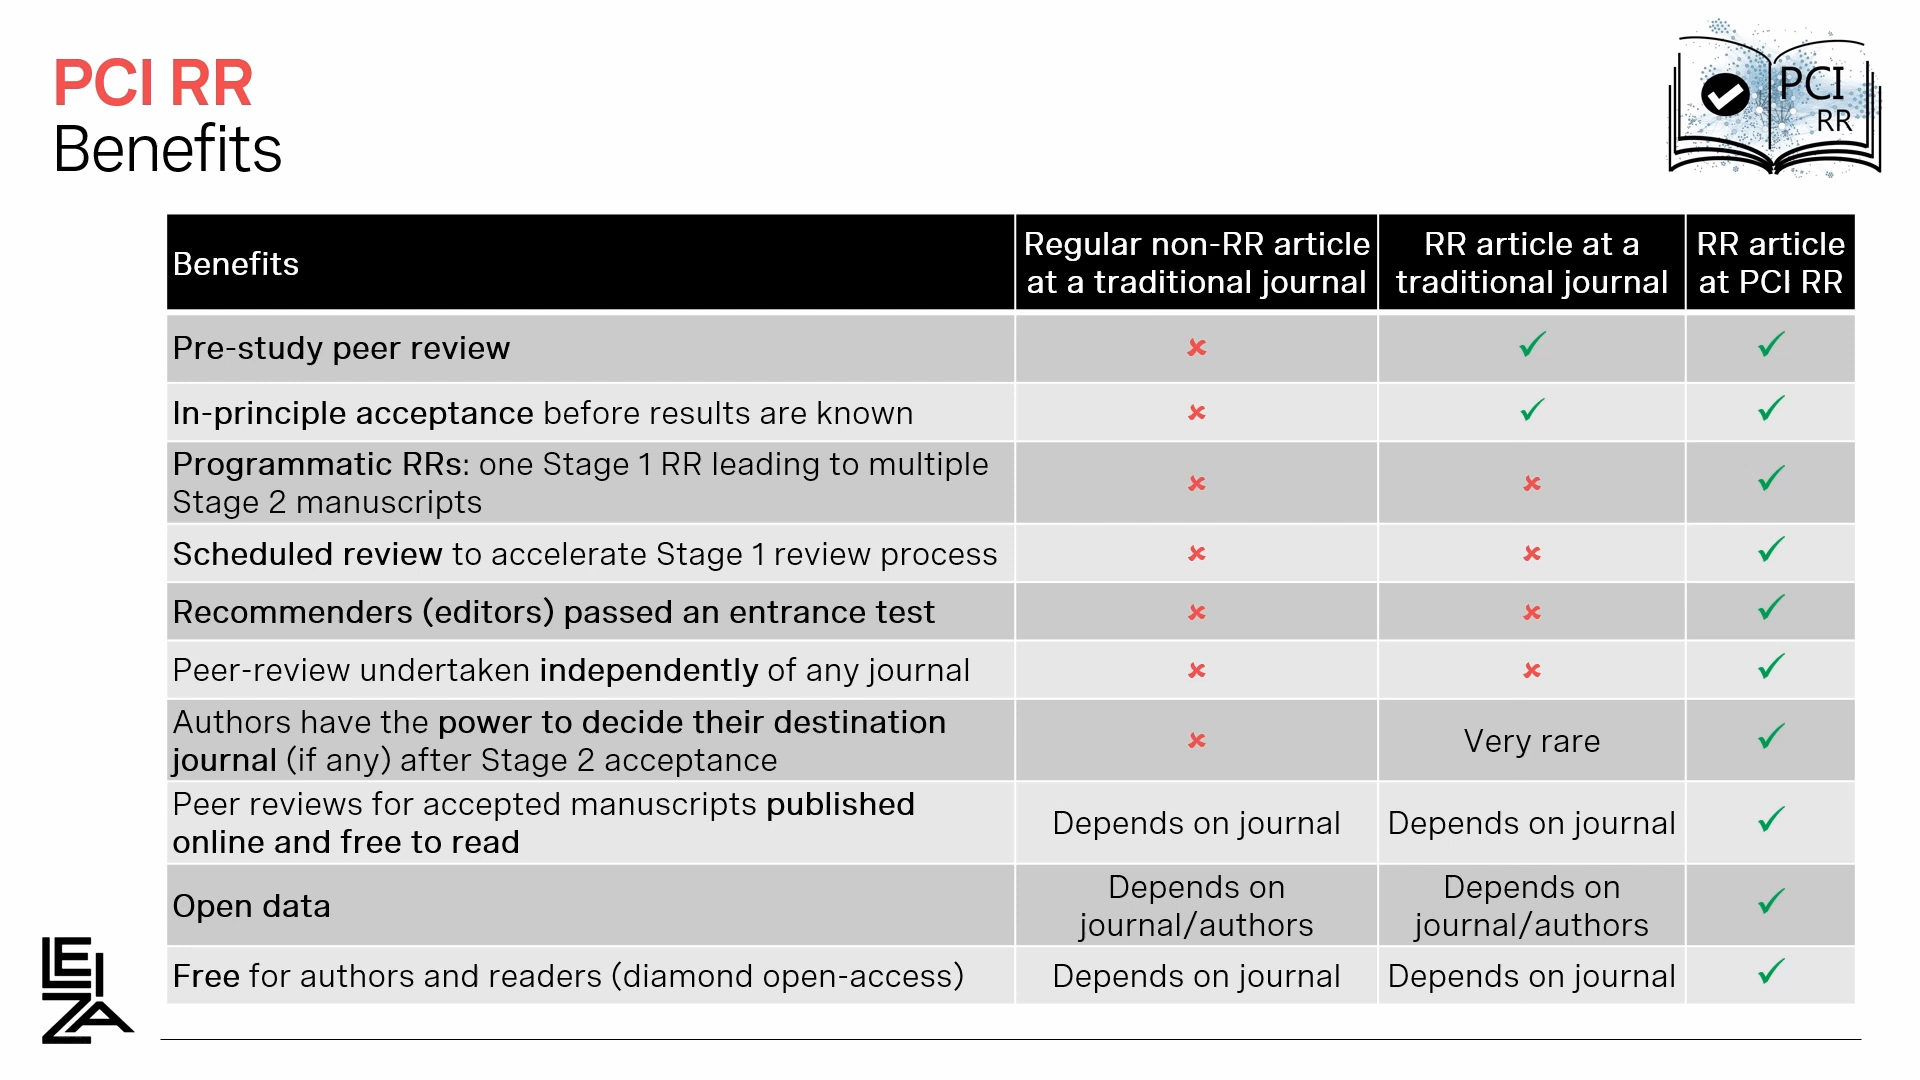 PCI RR
Benefits
PCI
RR
Benefits
Regular non-RR article
at a traditional journal
RR article at a
traditional journal
RR article
at PCI RR
Pre-study peer review
✘
✓
✓
In-principle acceptance before results are known
✘
✓
✓
Programmatic RRs: one Stage 1 RR leading to multiple
Stage 2 manuscripts
✘
✘
✓
Scheduled review to accelerate Stage 1 review process
✘
✘
✓
Recommenders (editors) passed an entrance test
✘
✘
✓
Peer-review undertaken independently of any journal
✘
✘
✓
Authors have the power to decide their destination
journal (if any) after Stage 2 acceptance
✘
Very rare
✓
Peer reviews for accepted manuscripts published
online and free to read
Depends on journal
Depends on journal
✓
Open data
Depends on
journal/authors
Depends on
journal/authors
✓
Free for authors and readers (diamond open-access)
Depends on journal
Depends on journal
✓
LEIZA